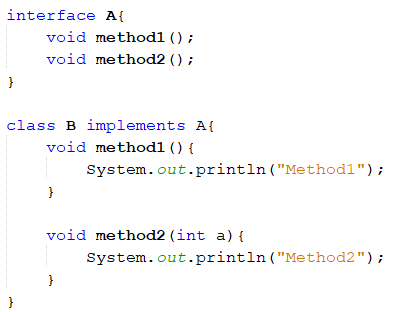 interface A{
    void method1();
    void method2();
}

class B implements A{
    void method1(){
        System.out.println("Method1");
    }

    void method2(int a){
        System.out.println("Method2");
    }
}